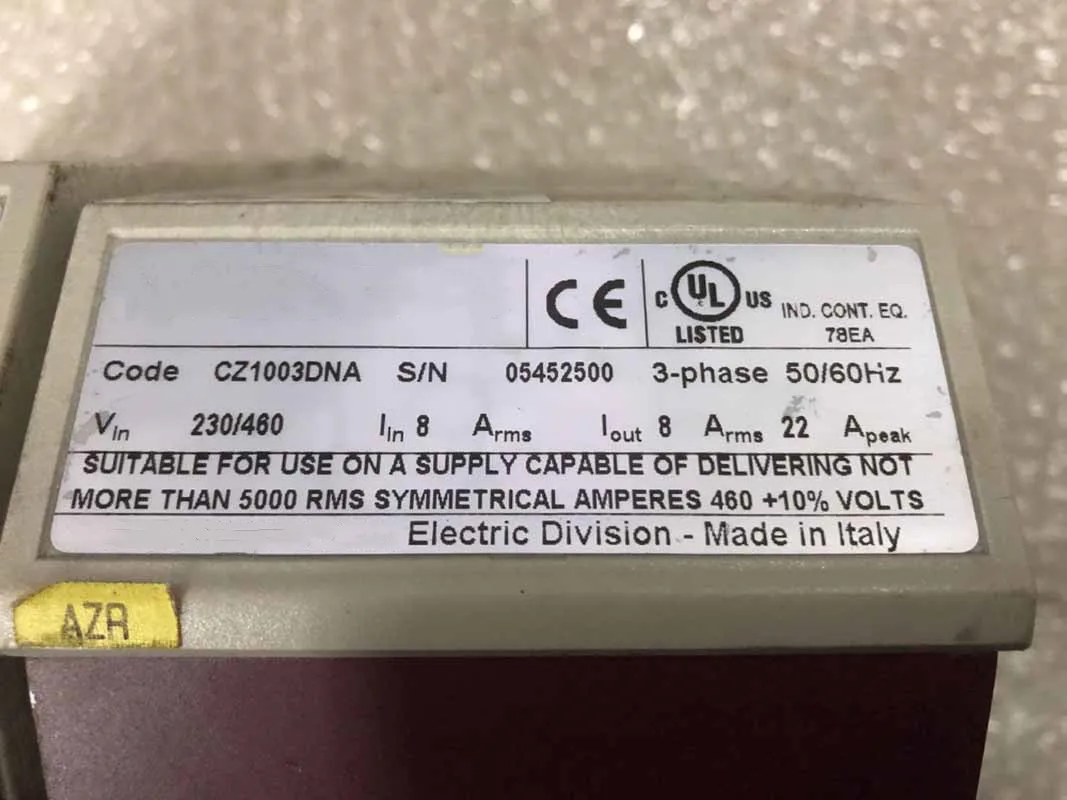 CE
C UL US
LISTED
IND. CONT. EQ.
78EA
Code CZ1003DNA S/N 05452500 3-phase 50/60Hz
Vin 230/460 Iin 8 Arms Iout 8 Arms 22 Apeak
SUITABLE FOR USE ON A SUPPLY CAPABLE OF DELIVERING NOT
MORE THAN 5000 RMS SYMMETRICAL AMPERES 460 +10% VOLTS
Electric Division - Made in Italy
AZR